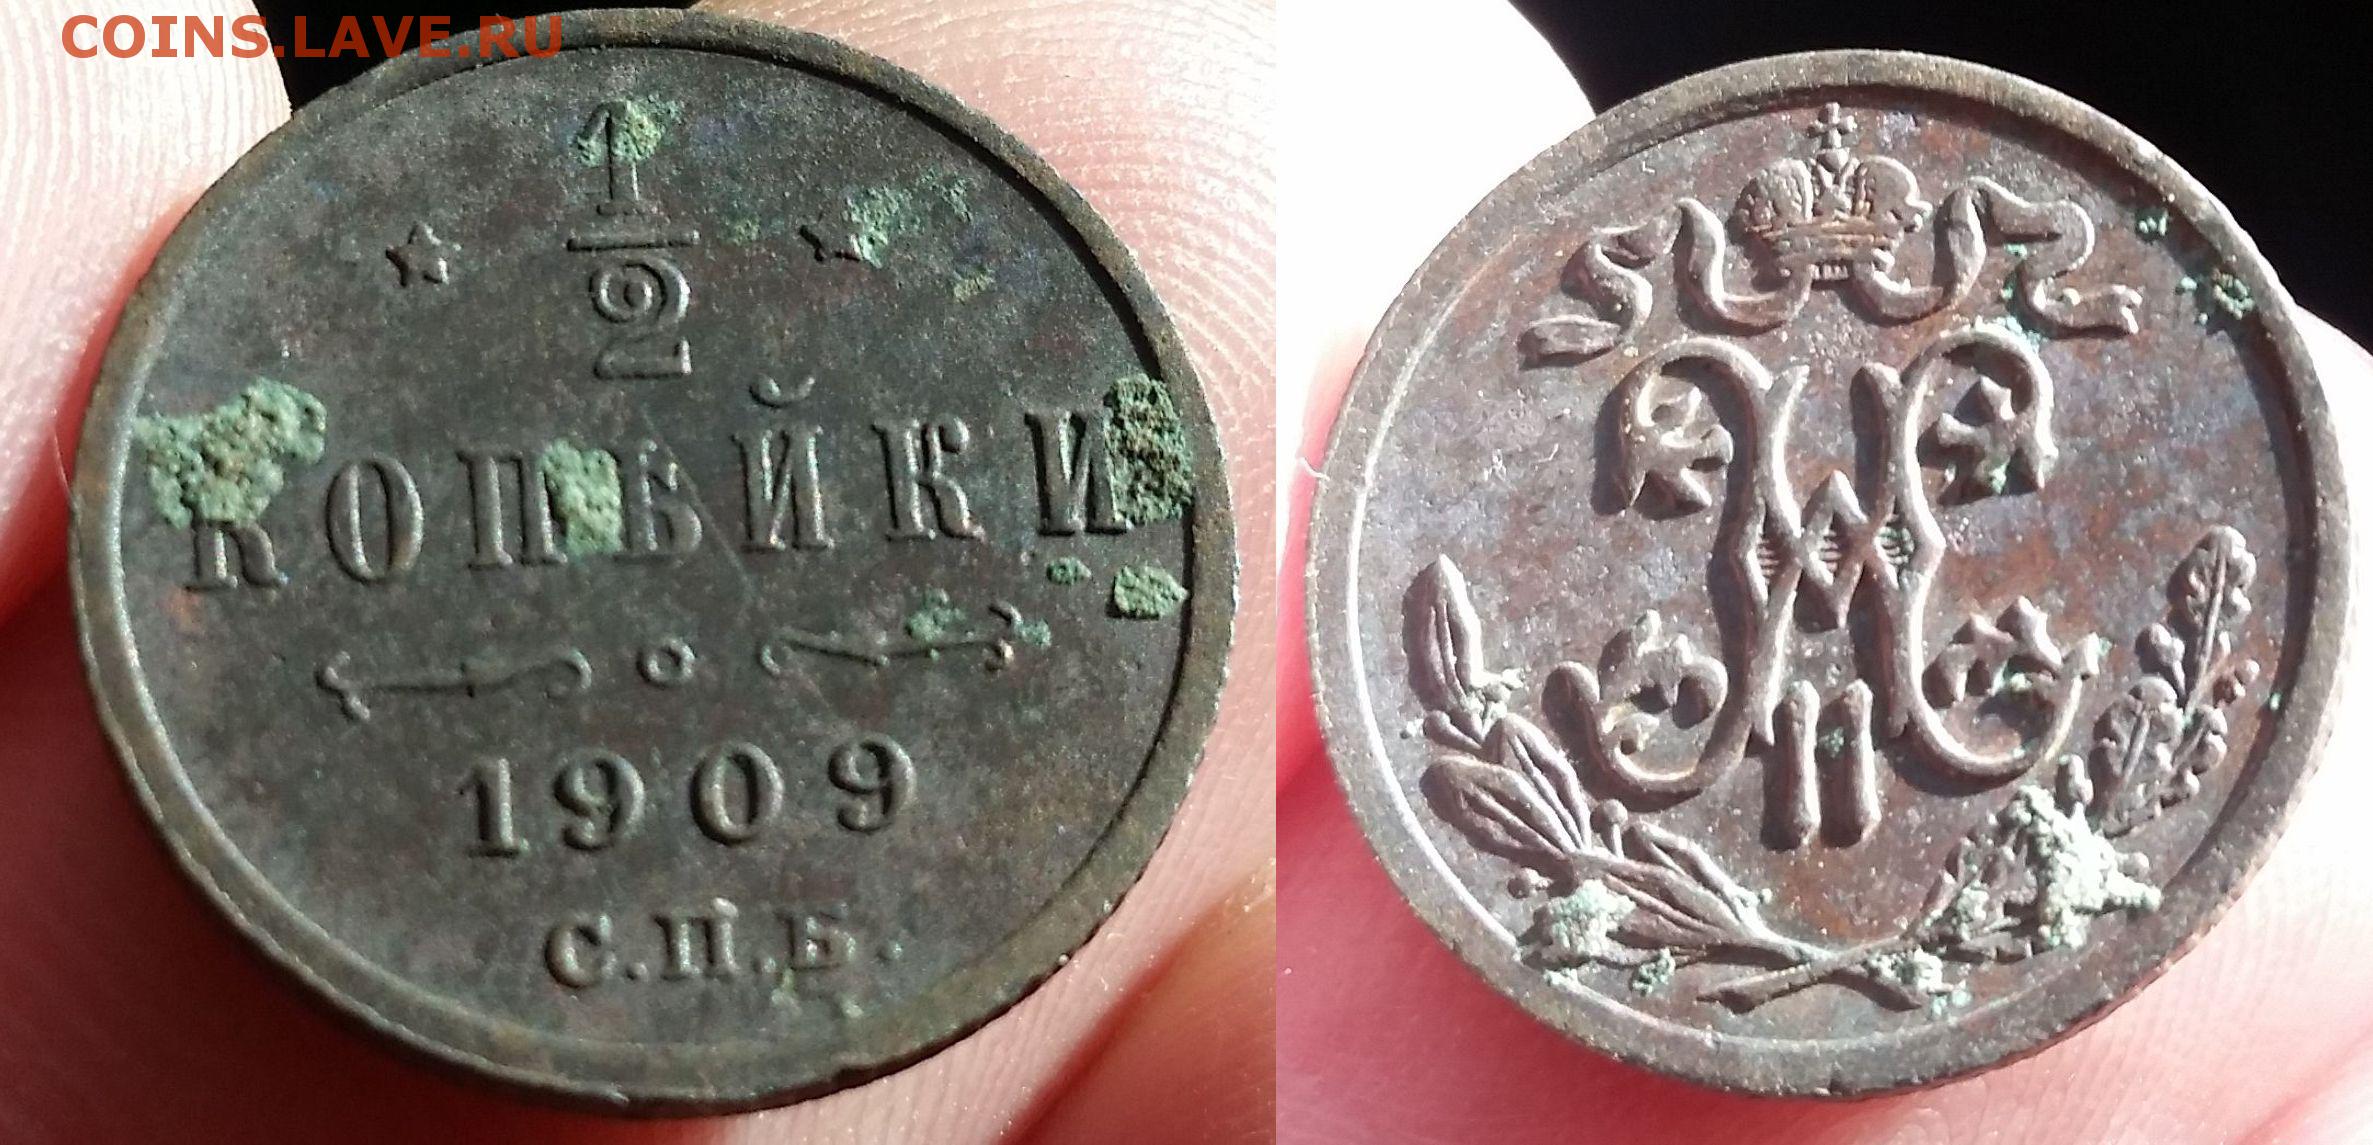 COINS.LAVE.RU
1/2
КОПѢЙКИ
1909
С.П.Б.
Н II